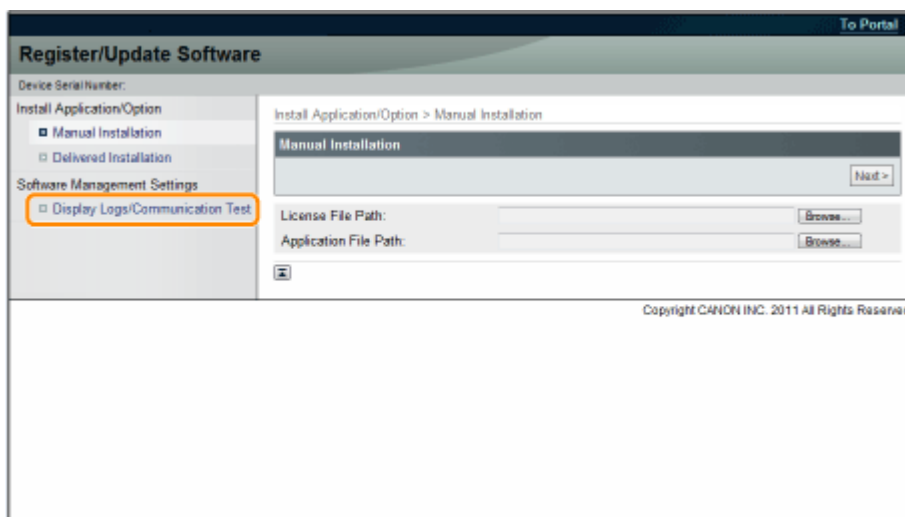 To Portal
Register/Update Software
Device Serial Number:
Install Application/Option
Manual Installation
Delivered Installation
Software Management Settings
Display Logs/Communication Test
Install Application/Option > Manual Installation
Manual Installation
Next >
License File Path:
Browse...
Application File Path:
Browse...
Copyright CANON INC. 2011 All Rights Reserve